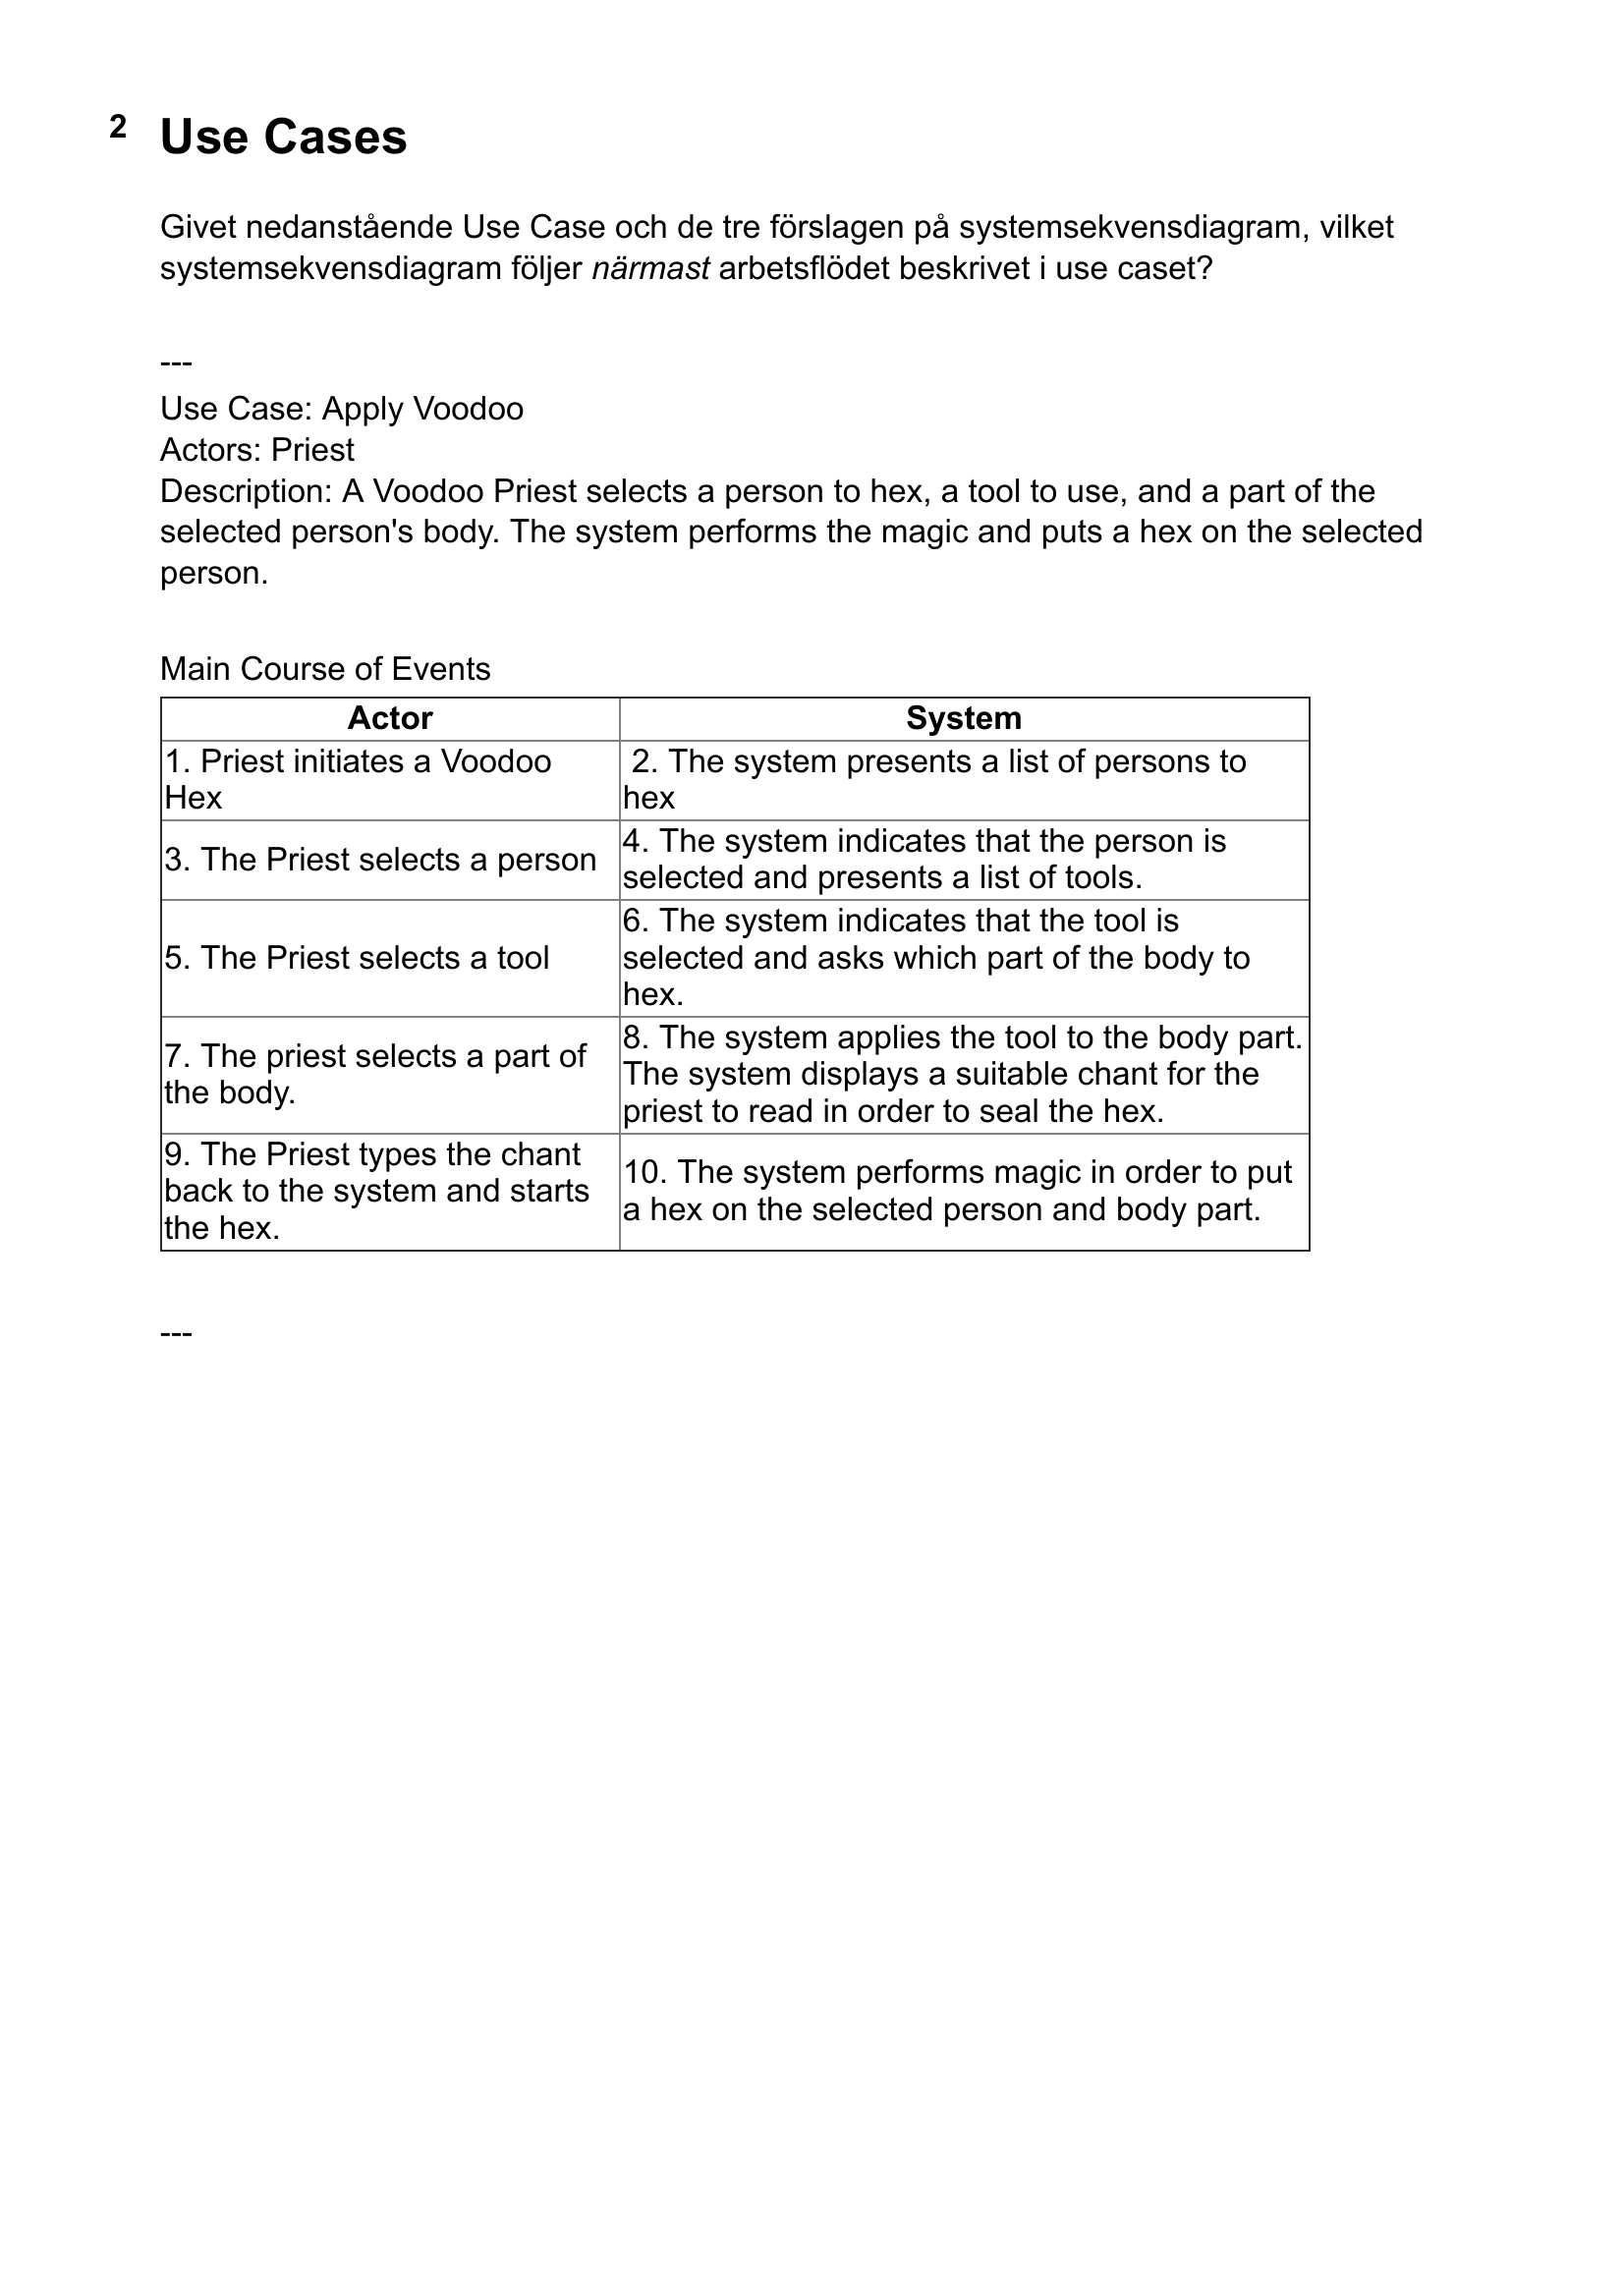 2 Use Cases
Givet nedanstående Use Case och de tre förslagen på systemsekvensdiagram, vilket
systemsekvensdiagram följer närmast arbetsflödet beskrivet i use caset?
---
Use Case: Apply Voodoo
Actors: Priest
Description: A Voodoo Priest selects a person to hex, a tool to use, and a part of the
selected person's body. The system performs the magic and puts a hex on the selected
person.
Main Course of Events
Actor System
1. Priest initiates a Voodoo
Hex
2. The system presents a list of persons to
hex
3. The Priest selects a person
4. The system indicates that the person is
selected and presents a list of tools.
5. The Priest selects a tool
6. The system indicates that the tool is
selected and asks which part of the body to
hex.
7. The priest selects a part of
the body.
8. The system applies the tool to the body part.
The system displays a suitable chant for the
priest to read in order to seal the hex.
9. The Priest types the chant
back to the system and starts
the hex.
10. The system performs magic in order to put
a hex on the selected person and body part.
---